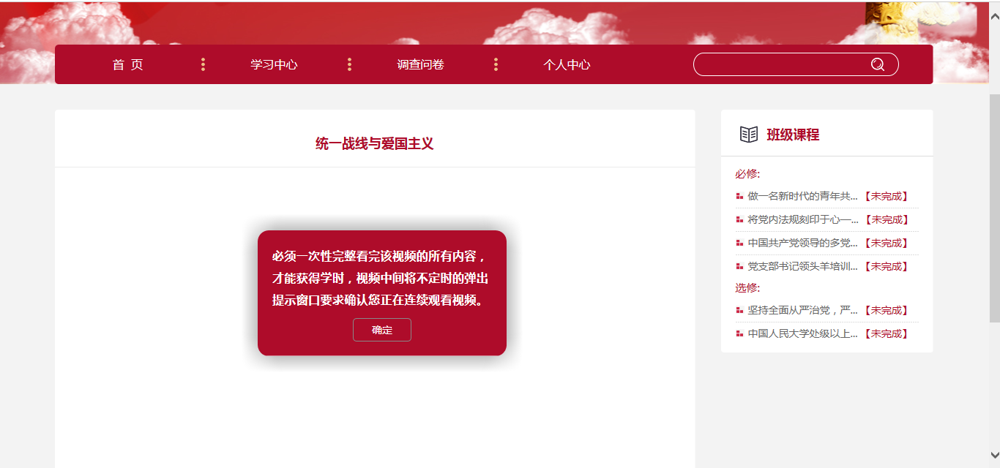 首 页
学习中心
调查问卷
个人中心
统一战线与爱国主义
必须一次性完整看完该视频的所有内容，
才能获得学时，视频中间将不定时的弹出
提示窗口要求确认您正在连续观看视频。
确定
班级课程
必修:
做一名新时代的青年共... 【未完成】
将党内法规刻印于心—... 【未完成】
中国共产党领导的多党... 【未完成】
党支部书记领头羊培训... 【未完成】
选修:
坚持全面从严治党，严... 【未完成】
中国人民大学处级以上... 【未完成】